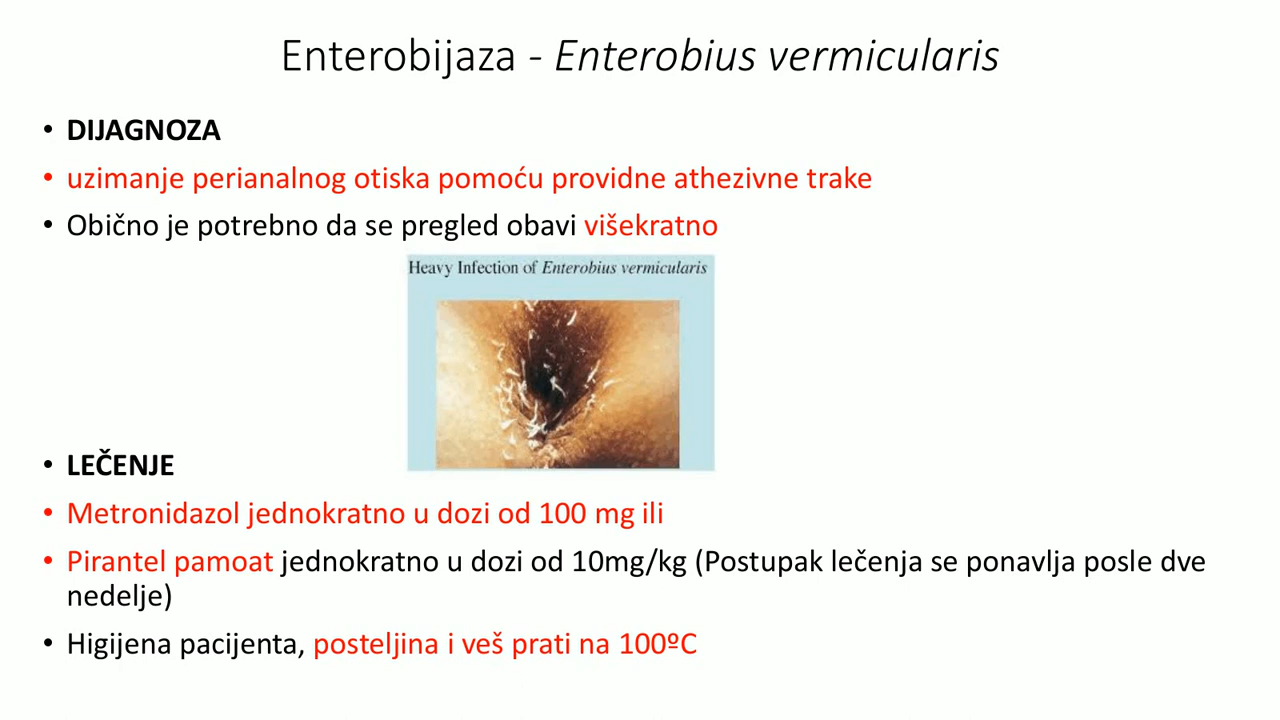 Enterobijaza - Enterobius vermicularis
• DIJAGNOZA
• uzimanje perianalnog otiska pomoću providne athezivne trake
• Obično je potrebno da se pregled obavi višekratno
Heavy Infection of Enterobius vermicularis
• LEČENJE
• Metronidazol jednokratno u dozi od 100 mg ili
• Pirantel pamoat jednokratno u dozi od 10mg/kg (Postupak lečenja se ponavlja posle dve
nedelje)
• Higijena pacijenta, posteljina i veš prati na 100ºC